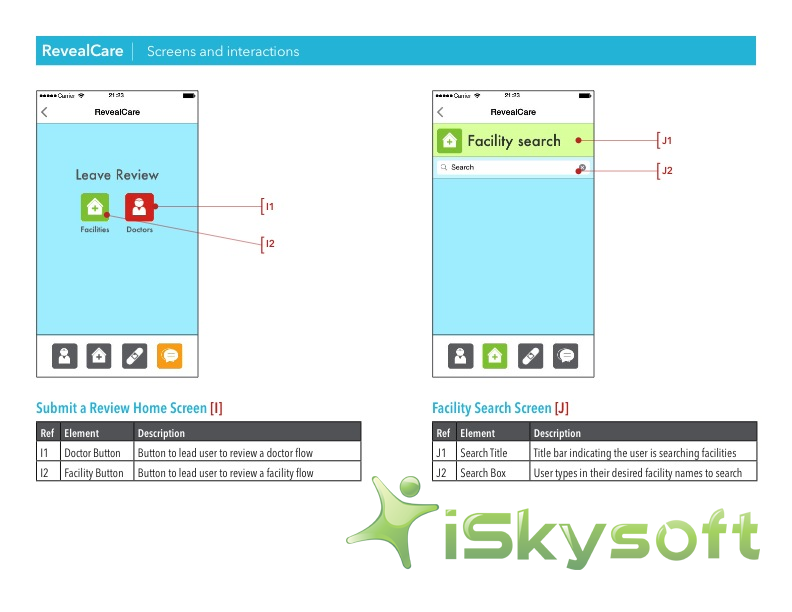 RevealCare | Screens and interactions
Carrier 21:23
RevealCare
Leave Review
Facilities Doctors
I1
I2
Submit a Review Home Screen [I]
Ref Element Description
I1 Doctor Button Button to lead user to review a doctor flow
I2 Facility Button Button to lead user to review a facility flow
Carrier 21:23
RevealCare
Facility search
Search
J1
J2
Facility Search Screen [J]
Ref Element Description
J1 Search Title Title bar indicating the user is searching facilities
J2 Search Box User types in their desired facility names to search
iSkysoft